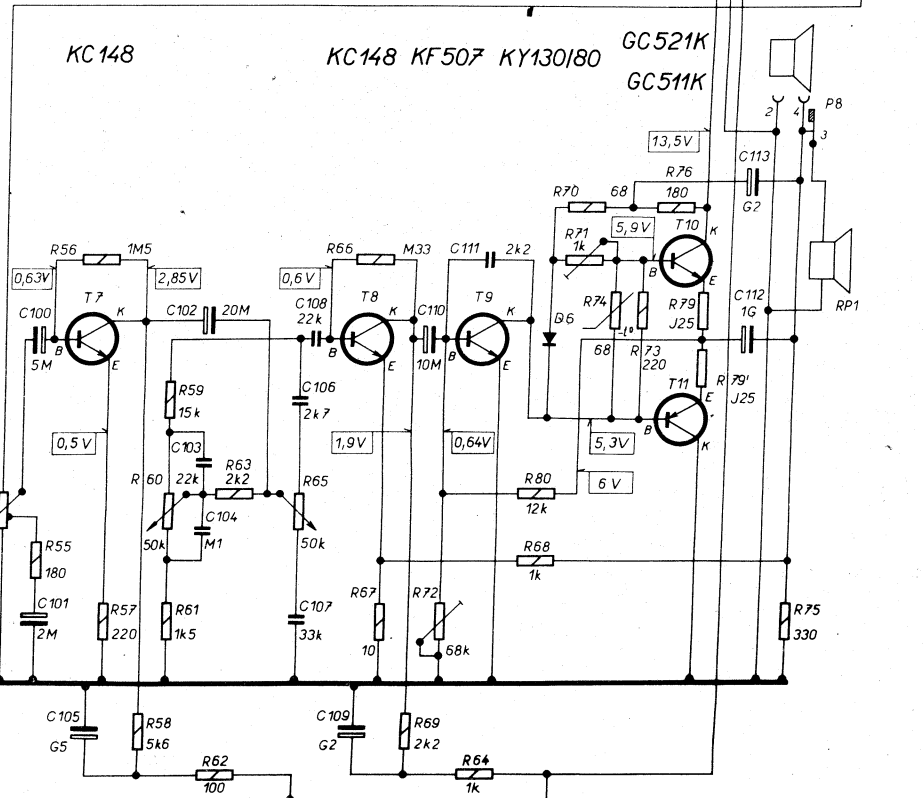 KC148
KC148 KF507 KY130/80
GC521K
GC511K
2
4
P8
3
13,5V
C113
G2
R76
180
R70
68
R56
1M5
0,63V
2,85V
C100
5M
T7
K
B
E
C102
20M
R66
M33
0,6V
C108
22k
T8
K
B
E
C110
10M
C111
2k2
T9
K
B
E
R71
1k
5,9V
T10
K
B
E
R74
68
-t°
R73
220
D6
R79
J25
C112
1G
RP1
R79'
J25
T11
E
B
K
R59
15k
C106
2k7
0,5V
1,9V
0,64V
5,3V
6V
C103
22k
R60
50k
R63
2k2
C104
M1
R65
50k
R80
12k
R68
1k
R55
180
C101
2M
R57
220
R61
1k5
C107
33k
R67
10
R72
68k
R75
330
C105
G5
R58
5k6
R62
100
C109
G2
R69
2k2
R64
1k